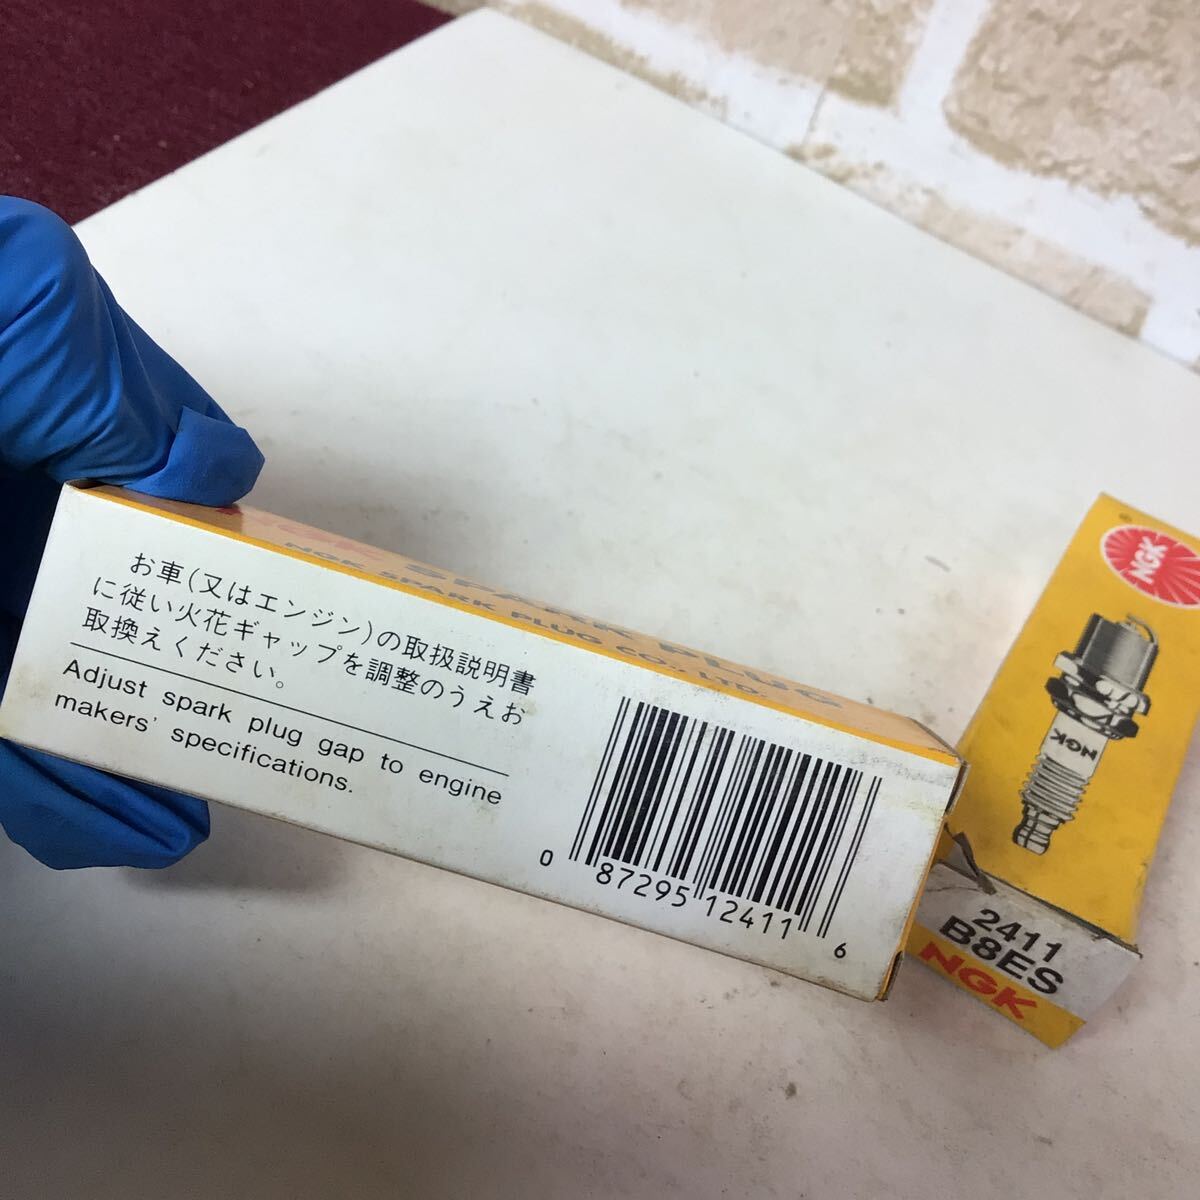 NGK SPARK PLUG
NGK SPARK PLUG CO., LTD.
お車(又はエンジン)の取扱説明書
に従い火花ギャップを調整のうえお
取換えください。
Adjust spark plug gap to engine
makers' specifications.
0 87295 12411 6
NGK
NGK
2411
B8ES
NGK